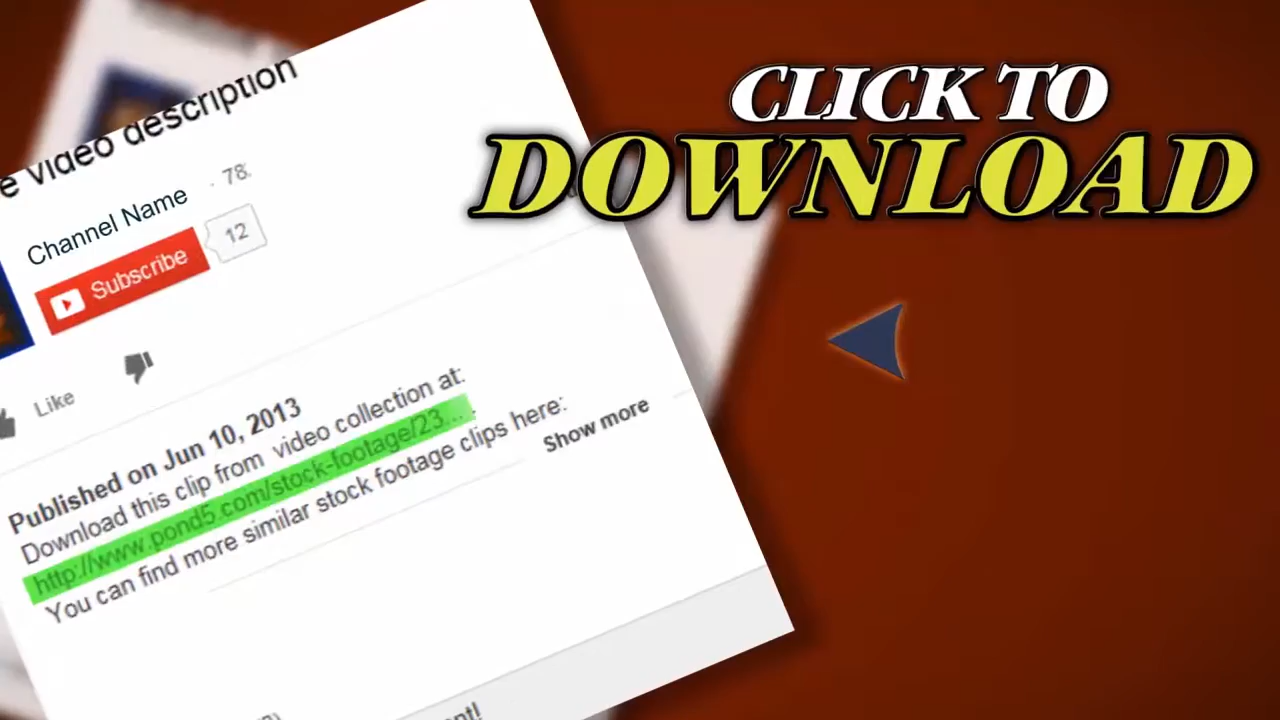 CLICK TO
DOWNLOAD
e video description
Channel Name
78
Subscribe
12
Like
Published on Jun 10, 2013
Download this clip from video collection at:
http://www.pond5.com/stock-footage/23...
You can find more similar stock footage clips here:
Show more